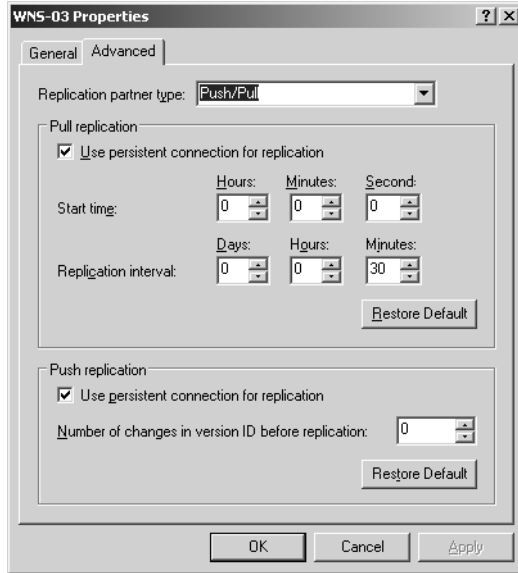 WNS-03 Properties
General Advanced
Replication partner type: Push/Pull
Pull replication
Use persistent connection for replication
Hours: Minutes: Second:
Start time: 0 0 0
Days: Hours: Minutes:
Replication interval: 0 0 30
Restore Default
Push replication
Use persistent connection for replication
Number of changes in version ID before replication: 0
Restore Default
OK Cancel Apply